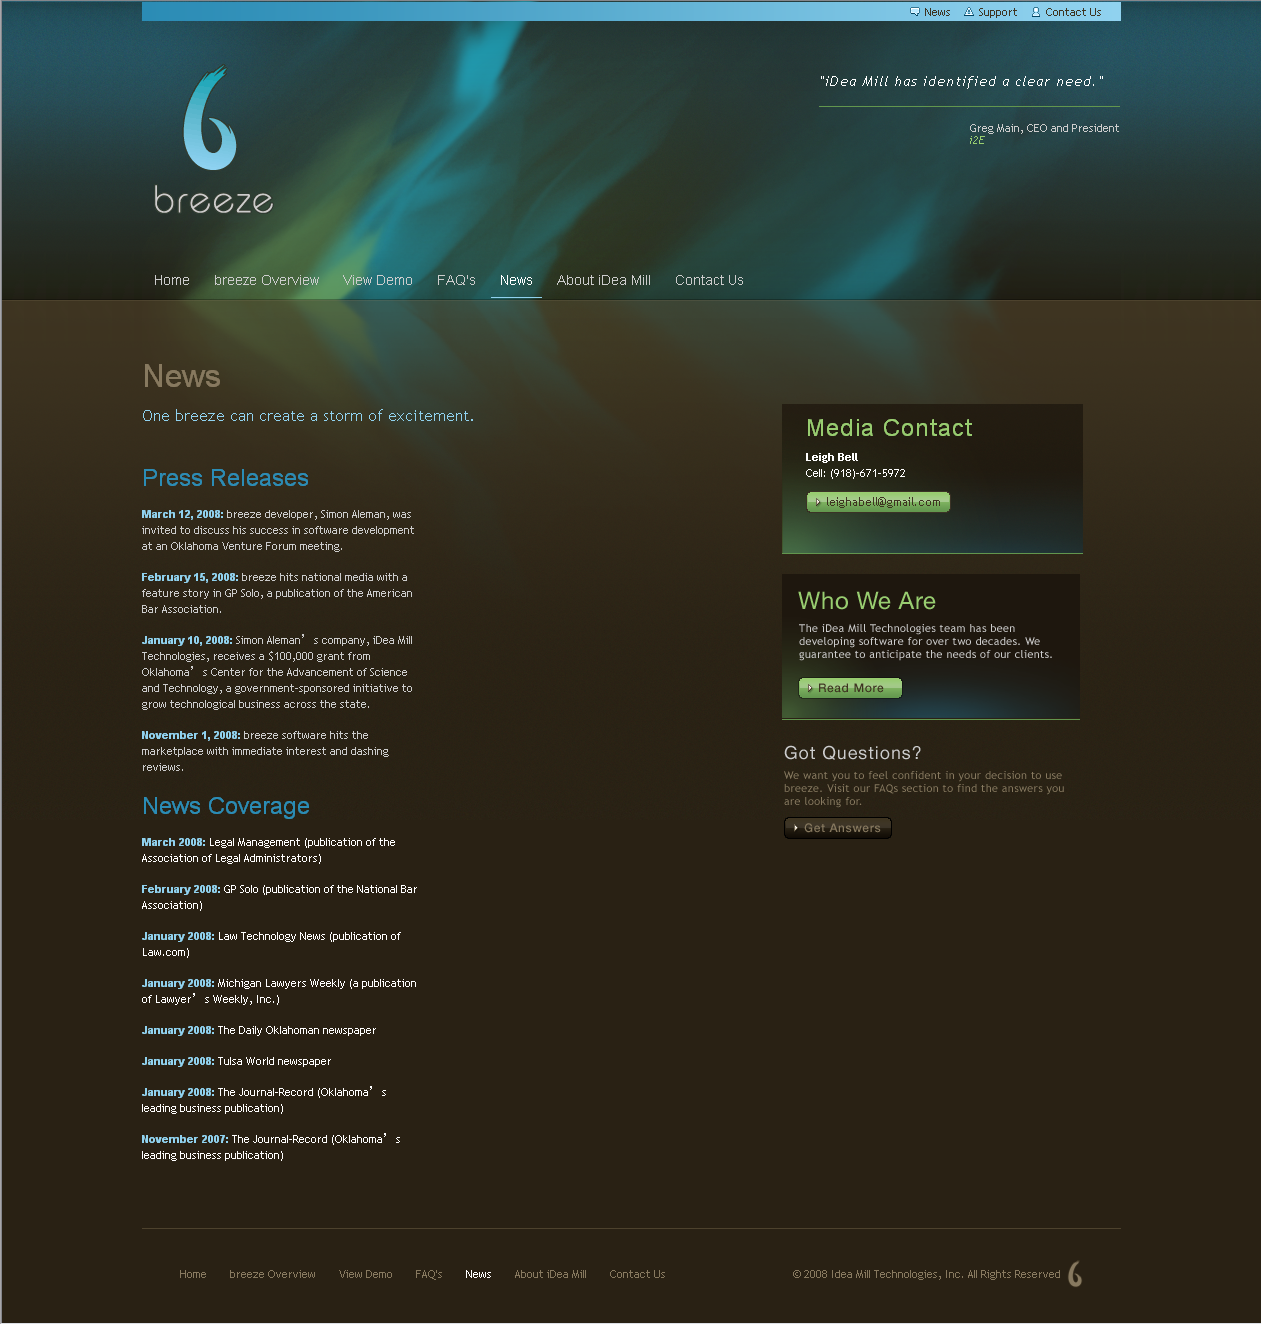 News
Support
Contact Us
"iDea Mill has identified a clear need."
Greg Main, CEO and President
i2E
breeze
Home
breeze Overview
View Demo
FAQ's
News
About iDea Mill
Contact Us
News
One breeze can create a storm of excitement.
Press Releases
March 12, 2008: breeze developer, Simon Aleman, was
invited to discuss his success in software development
at an Oklahoma Venture Forum meeting.
February 15, 2008: breeze hits national media with a
feature story in GP Solo, a publication of the American
Bar Association.
January 10, 2008: Simon Aleman’s company, iDea Mill
Technologies, receives a $100,000 grant from
Oklahoma’s Center for the Advancement of Science
and Technology, a government-sponsored initiative to
grow technological business across the state.
November 1, 2008: breeze software hits the
marketplace with immediate interest and dashing
reviews.
News Coverage
March 2008: Legal Management (publication of the
Association of Legal Administrators)
February 2008: GP Solo (publication of the National Bar
Association)
January 2008: Law Technology News (publication of
Law.com)
January 2008: Michigan Lawyers Weekly (a publication
of Lawyer’s Weekly, Inc.)
January 2008: The Daily Oklahoman newspaper
January 2008: Tulsa World newspaper
January 2008: The Journal-Record (Oklahoma’s
leading business publication)
November 2007: The Journal-Record (Oklahoma’s
leading business publication)
Media Contact
Leigh Bell
Cell: (918)-671-5972
leighabell@gmail.com
Who We Are
The iDea Mill Technologies team has been
developing software for over two decades. We
guarantee to anticipate the needs of our clients.
Read More
Got Questions?
We want you to feel confident in your decision to use
breeze. Visit our FAQs section to find the answers you
are looking for.
Get Answers
Home
breeze Overview
View Demo
FAQ's
News
About iDea Mill
Contact Us
© 2008 Idea Mill Technologies, Inc. All Rights Reserved